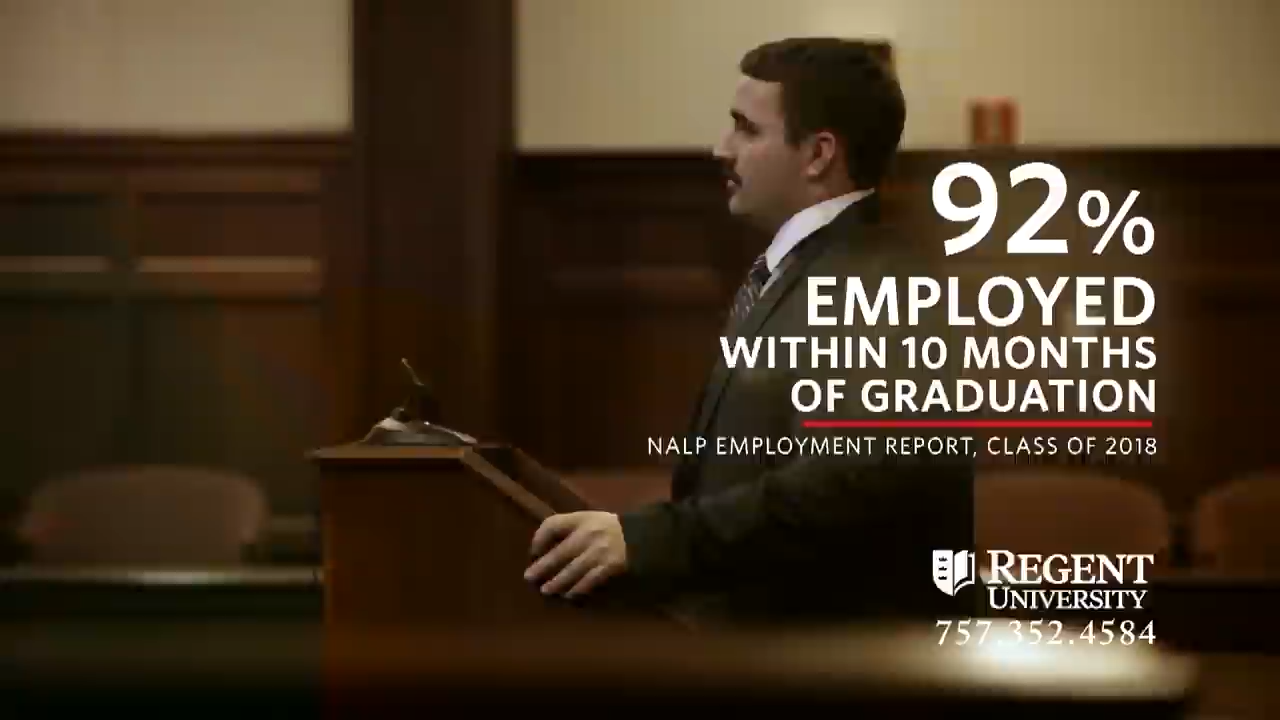 92%
EMPLOYED
WITHIN 10 MONTHS
OF GRADUATION
NALP EMPLOYMENT REPORT, CLASS OF 2018
REGENT
UNIVERSITY
757.352.4584